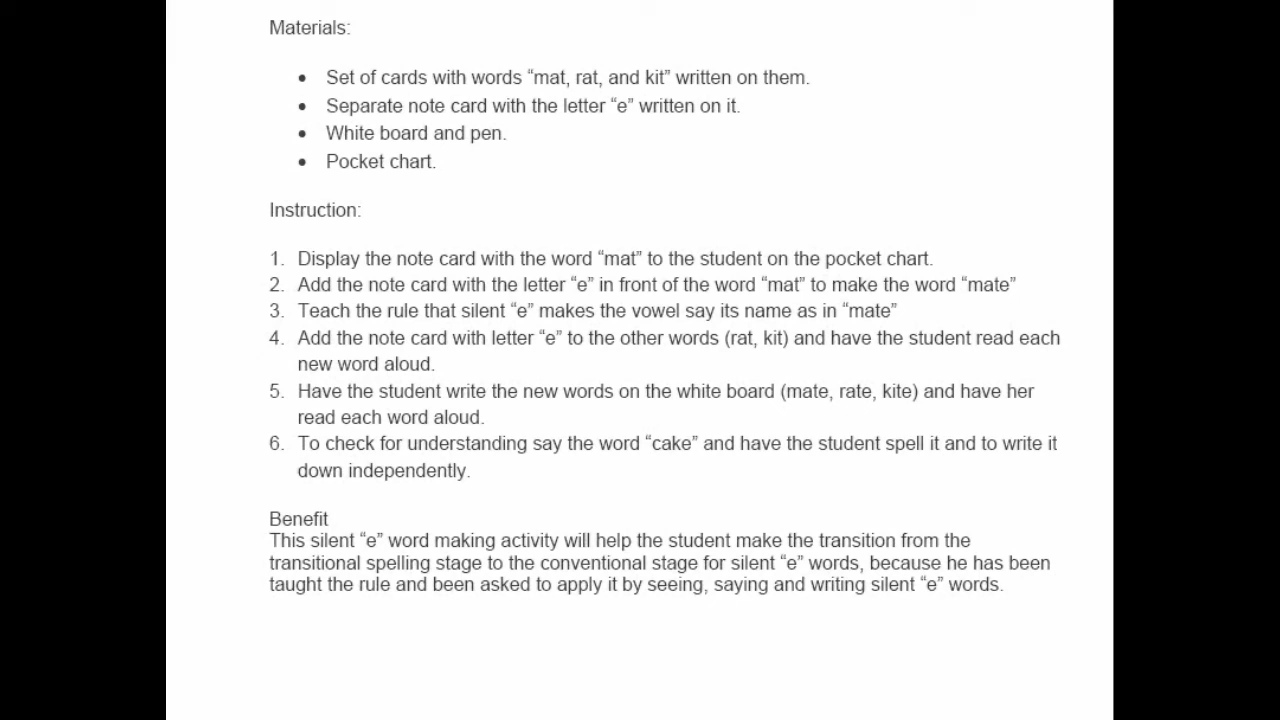 Materials:
• Set of cards with words “mat, rat, and kit” written on them.
• Separate note card with the letter “e” written on it.
• White board and pen.
• Pocket chart.
Instruction:
1. Display the note card with the word “mat” to the student on the pocket chart.
2. Add the note card with the letter “e” in front of the word “mat” to make the word “mate”
3. Teach the rule that silent “e” makes the vowel say its name as in “mate”
4. Add the note card with letter “e” to the other words (rat, kit) and have the student read each
new word aloud.
5. Have the student write the new words on the white board (mate, rate, kite) and have her
read each word aloud.
6. To check for understanding say the word “cake” and have the student spell it and to write it
down independently.
Benefit
This silent “e” word making activity will help the student make the transition from the
transitional spelling stage to the conventional stage for silent “e” words, because he has been
taught the rule and been asked to apply it by seeing, saying and writing silent “e” words.